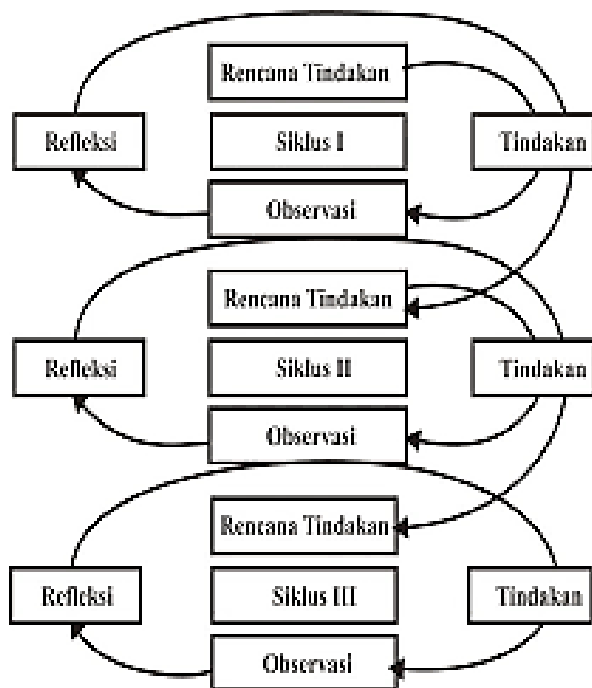 Rencana Tindakan
Refleksi
Siklus I
Tindakan
Observasi
Rencana Tindakan
Refleksi
Siklus II
Tindakan
Observasi
Rencana Tindakan
Refleksi
Siklus III
Tindakan
Observasi